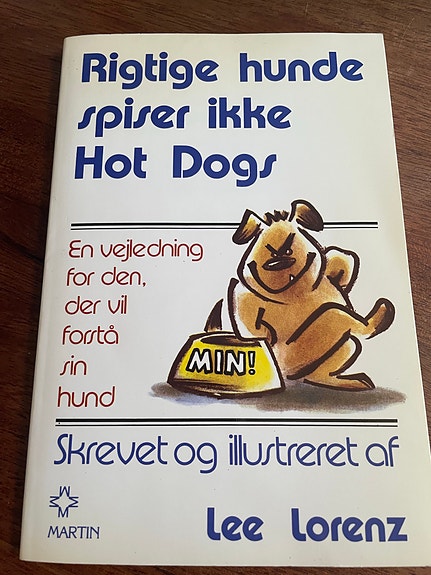 Rigtige hunde
spiser ikke
Hot Dogs
En vejledning
for den,
der vil
forstå
sin
hund
MIN!
Skrevet og illustreret af
Lee Lorenz
MARTIN